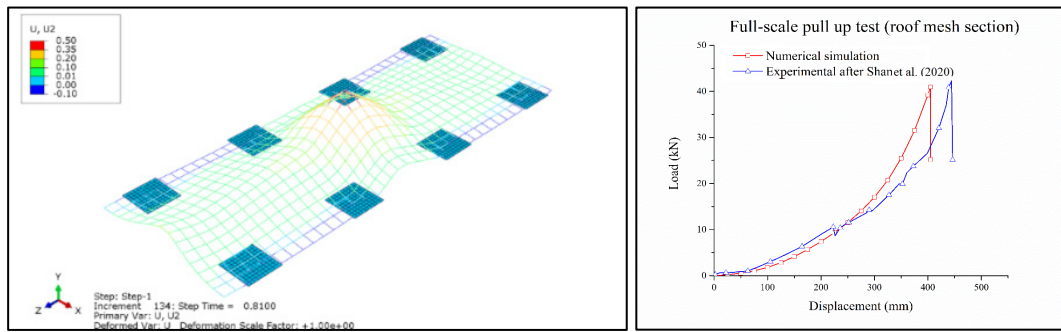 U, U2
0.50
0.35
0.20
0.10
0.01
0.00
-0.10
Y
Z
X
Step: Step-1
Increment 134: Step Time = 0.8100
Primary Var: U, U2
Deformed Var: U Deformation Scale Factor: +1.00e+00
Full-scale pull up test (roof mesh section)
Numerical simulation
Experimental after Shanet al. (2020)
50
40
30
20
10
0
Load (kN)
0 100 200 300 400 500
Displacement (mm)